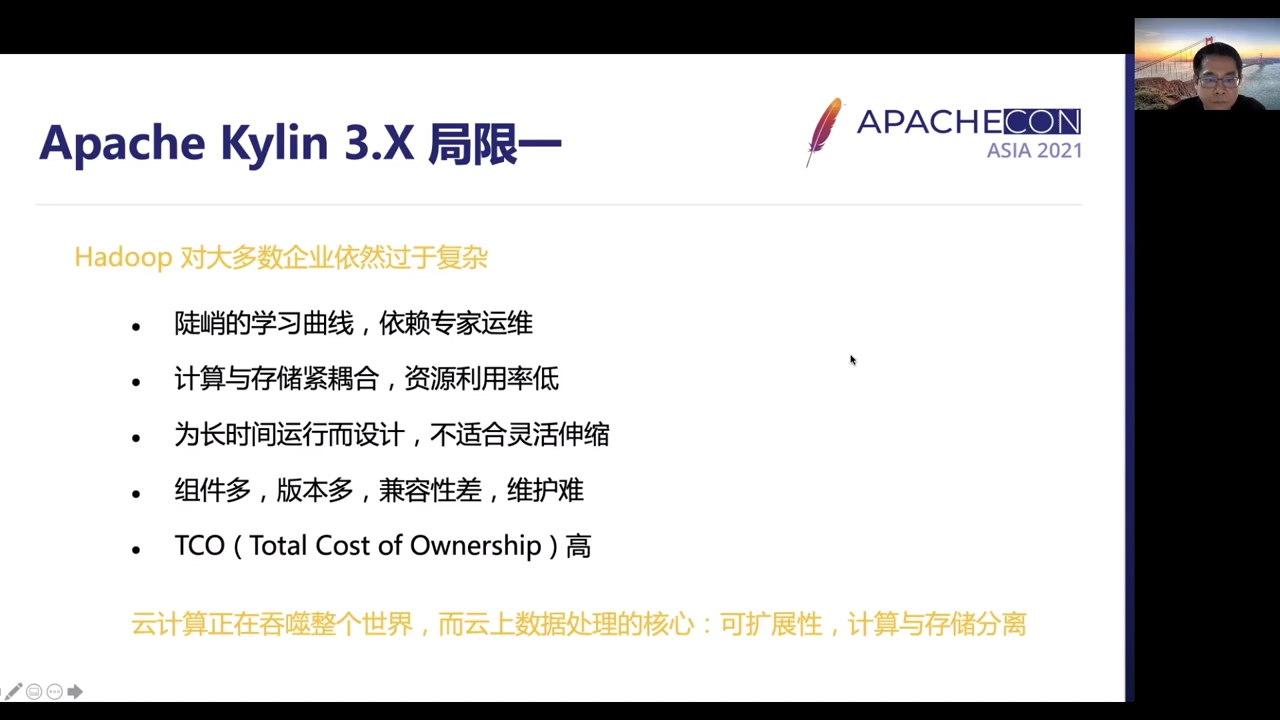 Apache Kylin 3.X 局限一
APACHECON
ASIA 2021
Hadoop 对大多数企业依然过于复杂
• 陡峭的学习曲线，依赖专家运维
• 计算与存储紧耦合，资源利用率低
• 为长时间运行而设计，不适合灵活伸缩
• 组件多，版本多，兼容性差，维护难
• TCO（Total Cost of Ownership）高
云计算正在吞噬整个世界，而云上数据处理的核心：可扩展性，计算与存储分离